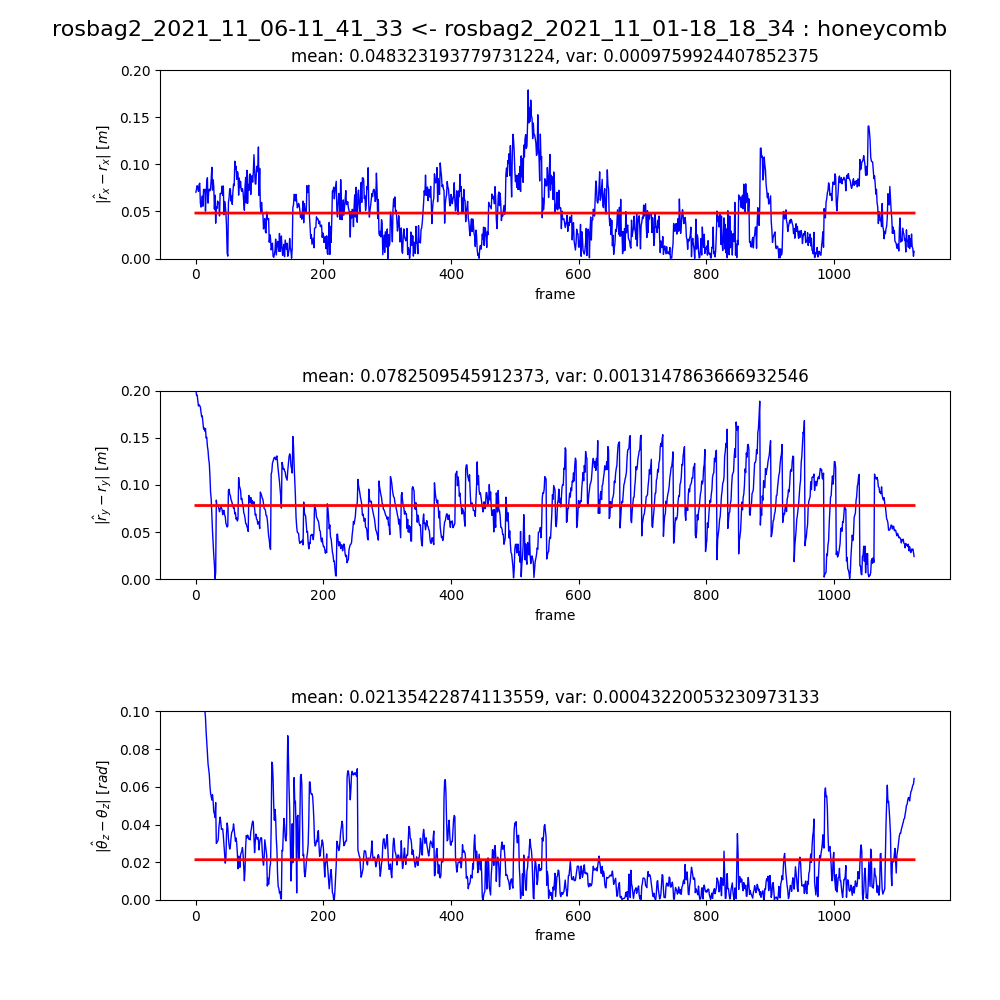 rosbag2_2021_11_06-11_41_33 <- rosbag2_2021_11_01-18_18_34 : honeycomb
mean: 0.048323193779731224, var: 0.0009759924407852375
|r̂x − rx| [m]
0.20
0.15
0.10
0.05
0.00
0 200 400 600 800 1000
frame
mean: 0.0782509545912373, var: 0.0013147863666932546
|r̂y − ry| [m]
0.20
0.15
0.10
0.05
0.00
0 200 400 600 800 1000
frame
mean: 0.02135422874113559, var: 0.00043220053230973133
|θ̂z − θz| [rad]
0.10
0.08
0.06
0.04
0.02
0.00
0 200 400 600 800 1000
frame